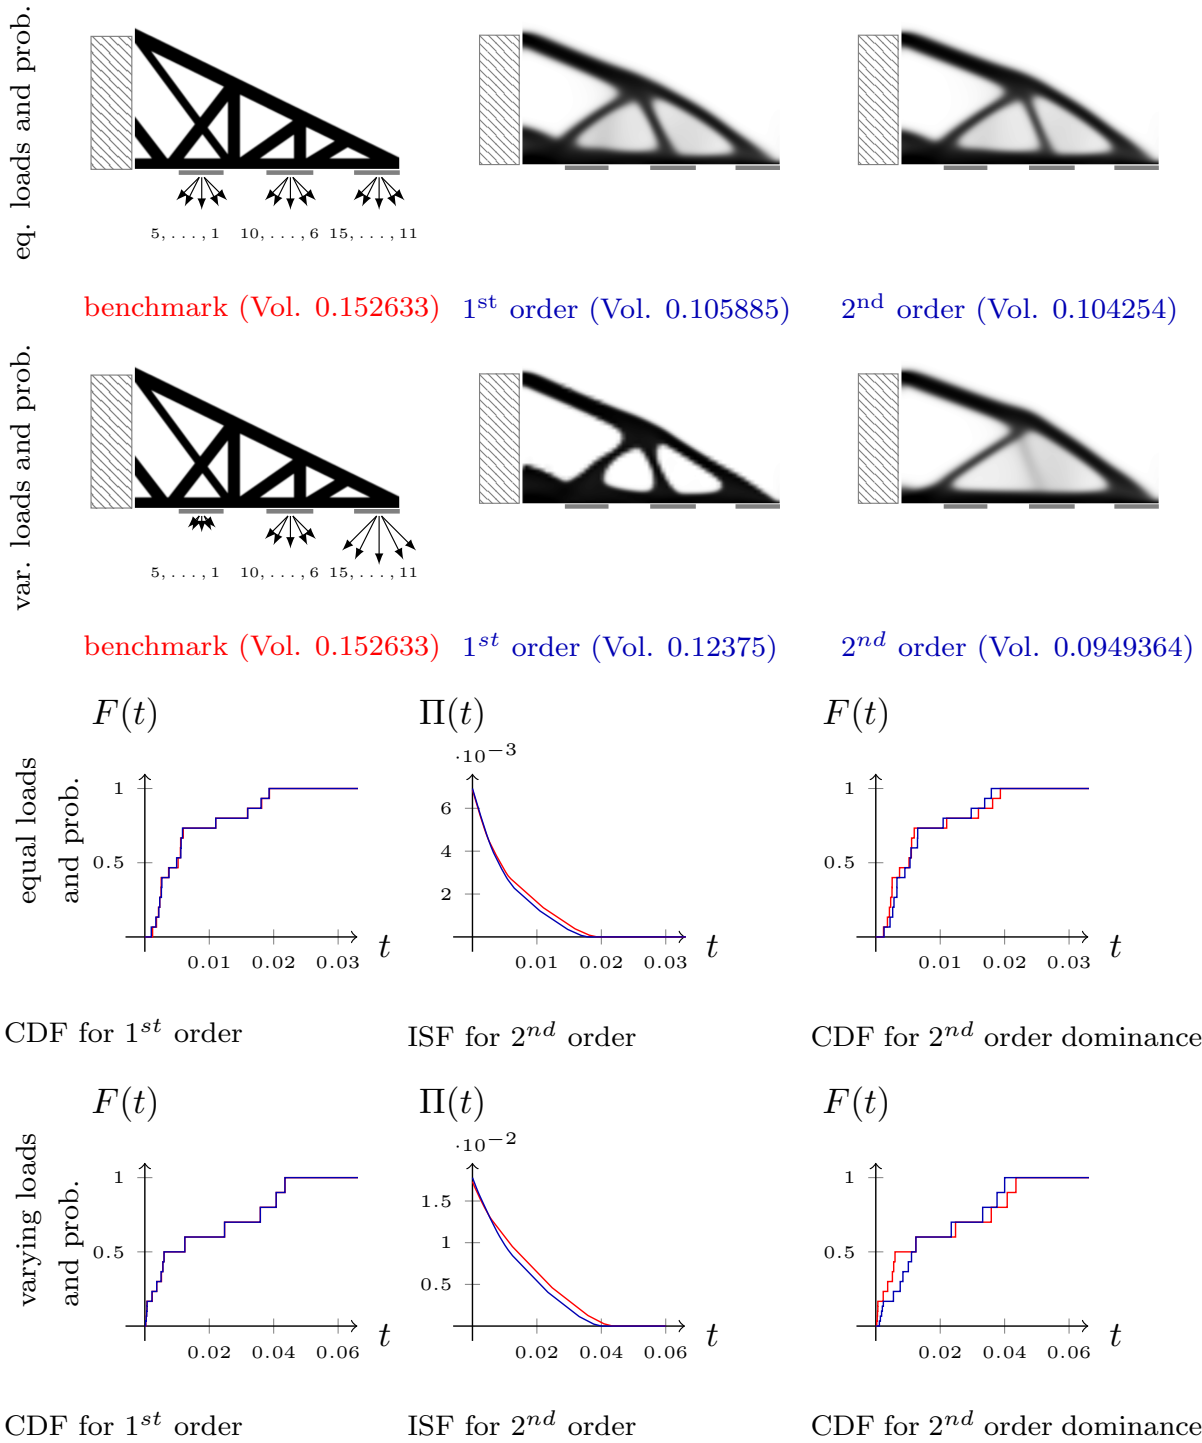 eq. loads and prob.
5, . . . , 1 10, . . . , 6 15, . . . , 11
benchmark (Vol. 0.152633) 1st order (Vol. 0.105885) 2nd order (Vol. 0.104254)
var. loads and prob.
5, . . . , 1 10, . . . , 6 15, . . . , 11
benchmark (Vol. 0.152633) 1st order (Vol. 0.12375) 2nd order (Vol. 0.0949364)
equal loads
and prob.
F(t)
1
0.5
0.01 0.02 0.03
t
CDF for 1st order
Π(t)
·10−3
6
4
2
0.01 0.02 0.03
t
ISF for 2nd order
F(t)
1
0.5
0.01 0.02 0.03
t
CDF for 2nd order dominance
varying loads
and prob.
F(t)
1
0.5
0.02 0.04 0.06
t
CDF for 1st order
Π(t)
·10−2
1.5
1
0.5
0.02 0.04 0.06
t
ISF for 2nd order
F(t)
1
0.5
0.02 0.04 0.06
t
CDF for 2nd order dominance